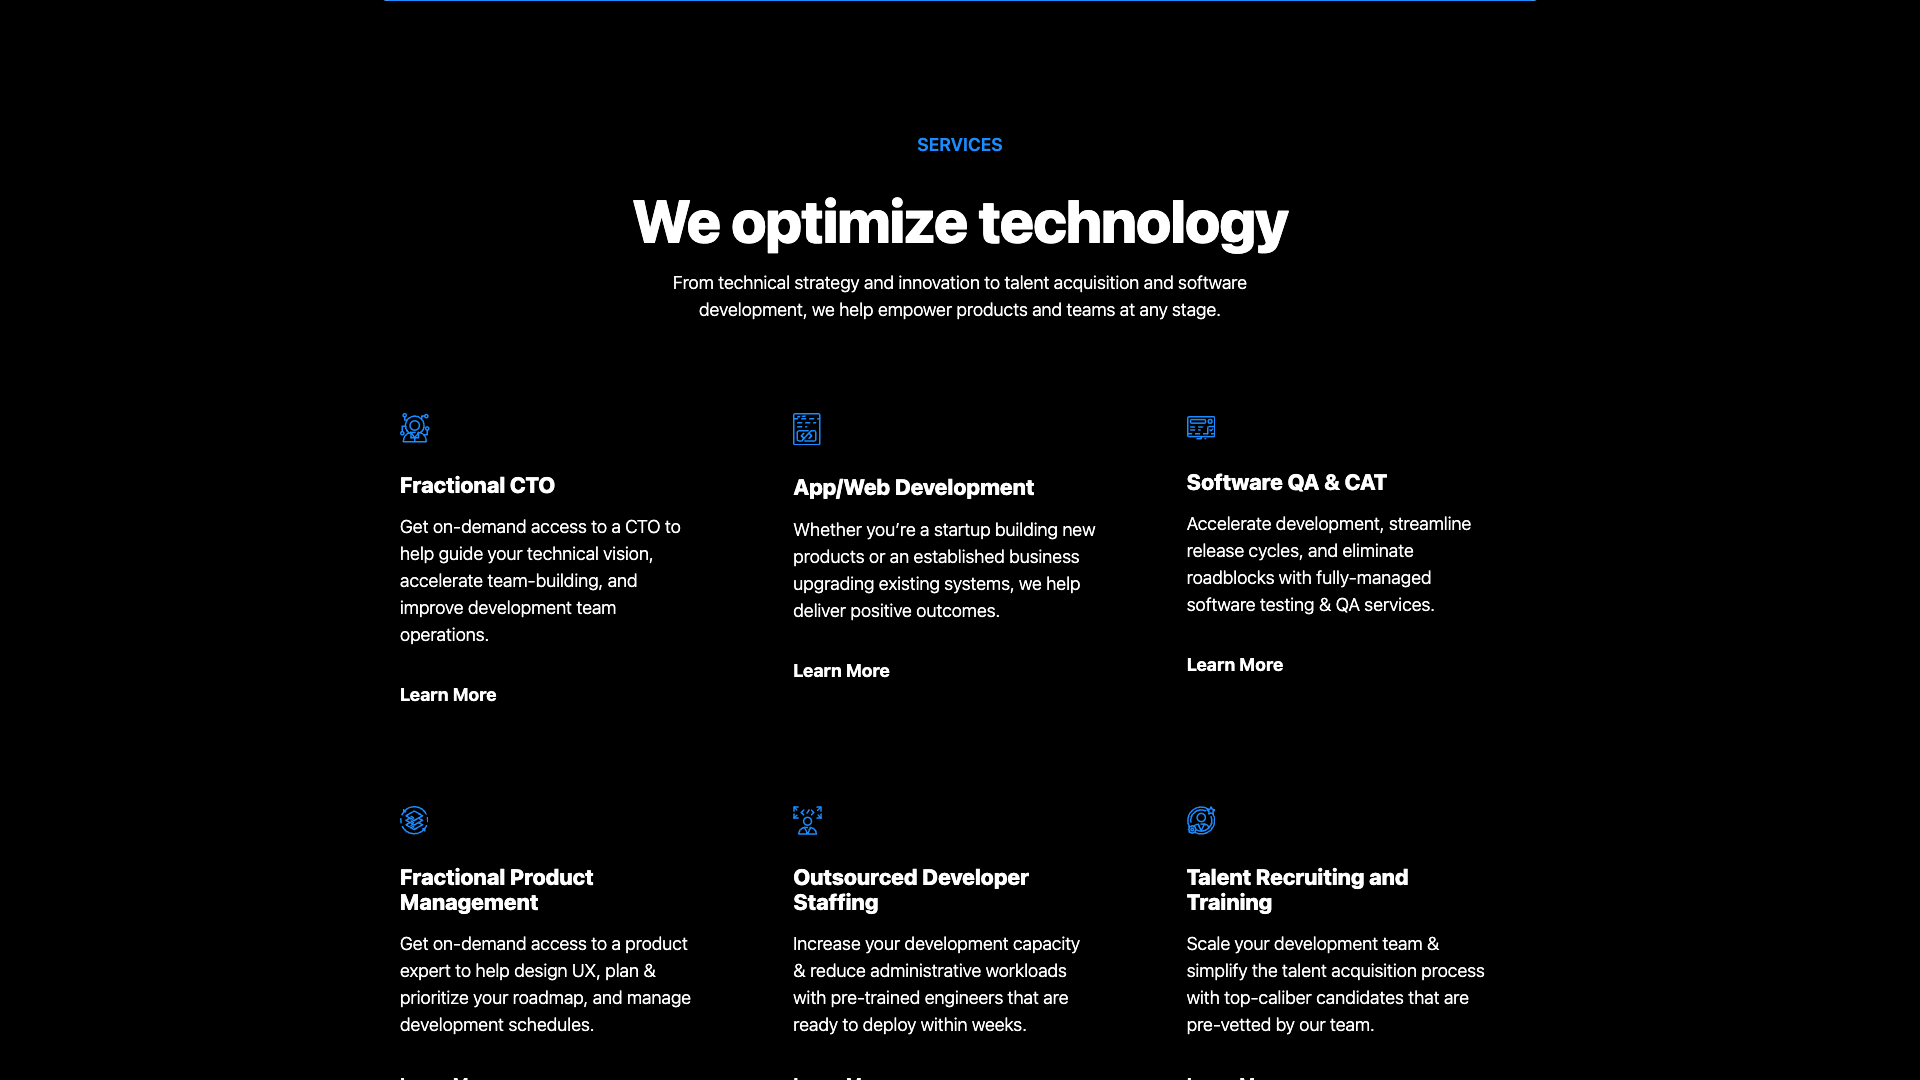 SERVICES
We optimize technology
From technical strategy and innovation to talent acquisition and software
development, we help empower products and teams at any stage.
Fractional CTO
Get on-demand access to a CTO to
help guide your technical vision,
accelerate team-building, and
improve development team
operations.
Learn More
App/Web Development
Whether you’re a startup building new
products or an established business
upgrading existing systems, we help
deliver positive outcomes.
Learn More
Software QA & CAT
Accelerate development, streamline
release cycles, and eliminate
roadblocks with fully-managed
software testing & QA services.
Learn More
Fractional Product
Management
Get on-demand access to a product
expert to help design UX, plan &
prioritize your roadmap, and manage
development schedules.
Outsourced Developer
Staffing
Increase your development capacity
& reduce administrative workloads
with pre-trained engineers that are
ready to deploy within weeks.
Talent Recruiting and
Training
Scale your development team &
simplify the talent acquisition process
with top-caliber candidates that are
pre-vetted by our team.